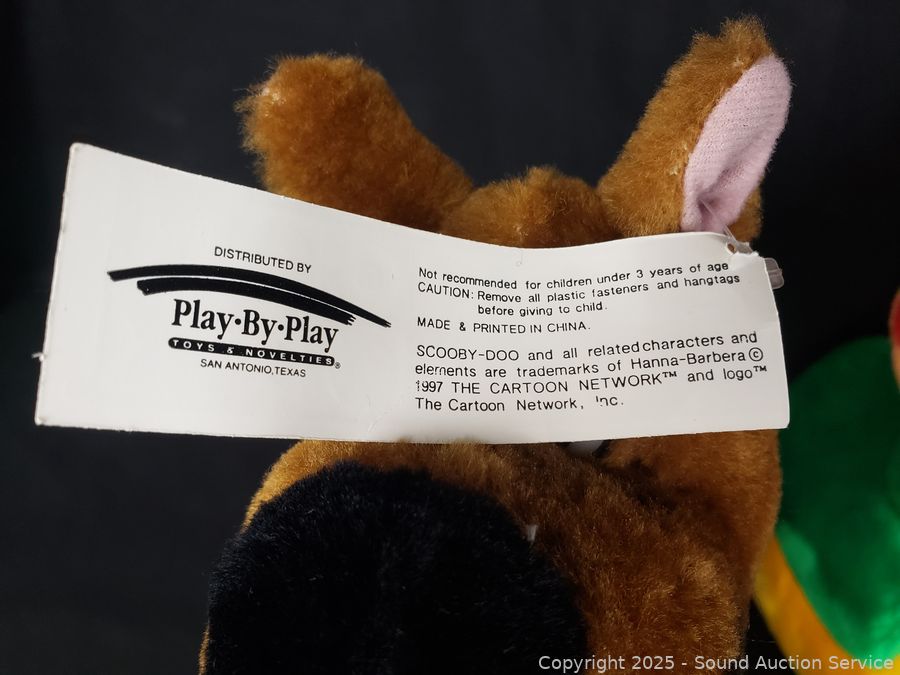 DISTRIBUTED BY
Play•By•Play
TOYS & NOVELTIES®
SAN ANTONIO, TEXAS
Not recommended for children under 3 years of age
CAUTION: Remove all plastic fasteners and hangtags
before giving to child.
MADE & PRINTED IN CHINA.
SCOOBY-DOO and all related characters and
elements are trademarks of Hanna-Barbera ©
1997 THE CARTOON NETWORK™ and logo™
The Cartoon Network, Inc.
Copyright 2025 - Sound Auction Service